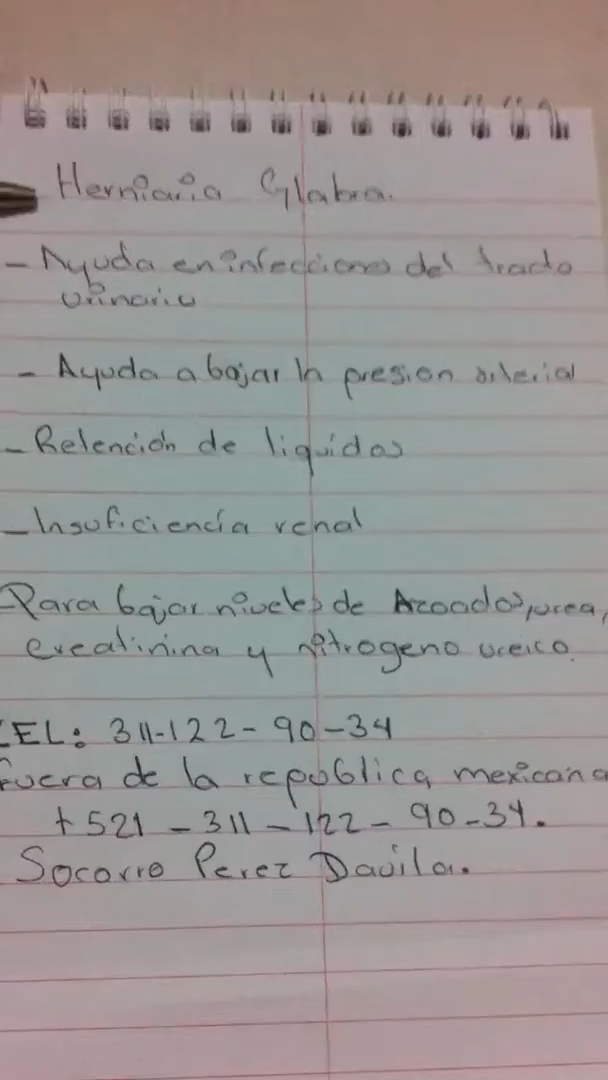 Herniaria Glabra.
- Ayuda en infecciones del tracto
urinario
- Ayuda a bajar la presion arterial
- Retención de liquidos
- Insuficiencia renal
- Para bajar niveles de Azoados, urea,
creatinina y nitrogeno ureico.
CEL: 311-122-90-34
Fuera de la republica mexicana
+521-311-122-90-34.
Socorro Perez Davila.